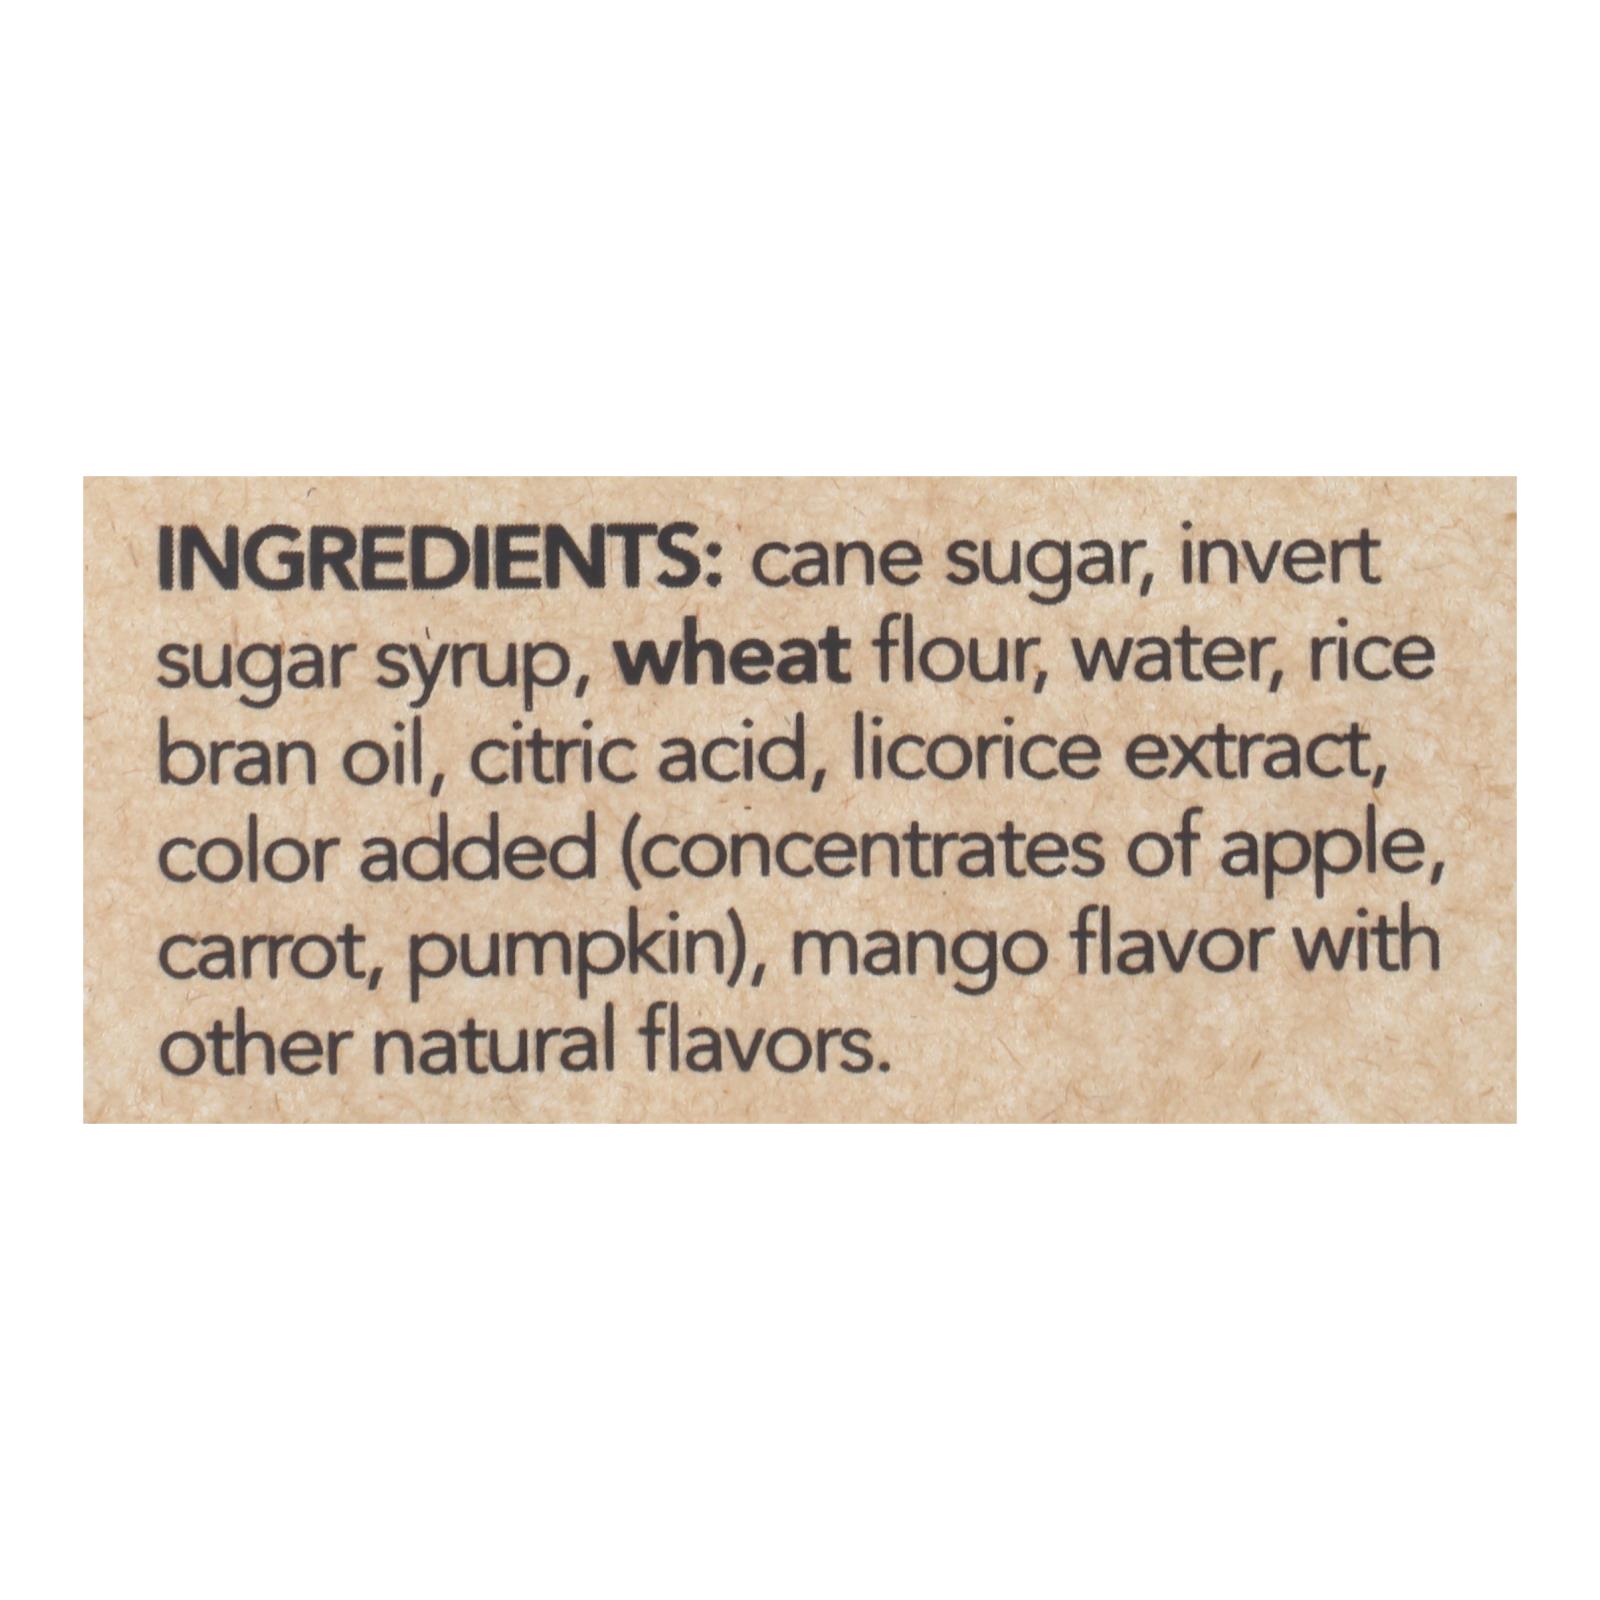 INGREDIENTS: cane sugar, invert
sugar syrup, wheat flour, water, rice
bran oil, citric acid, licorice extract,
color added (concentrates of apple,
carrot, pumpkin), mango flavor with
other natural flavors.